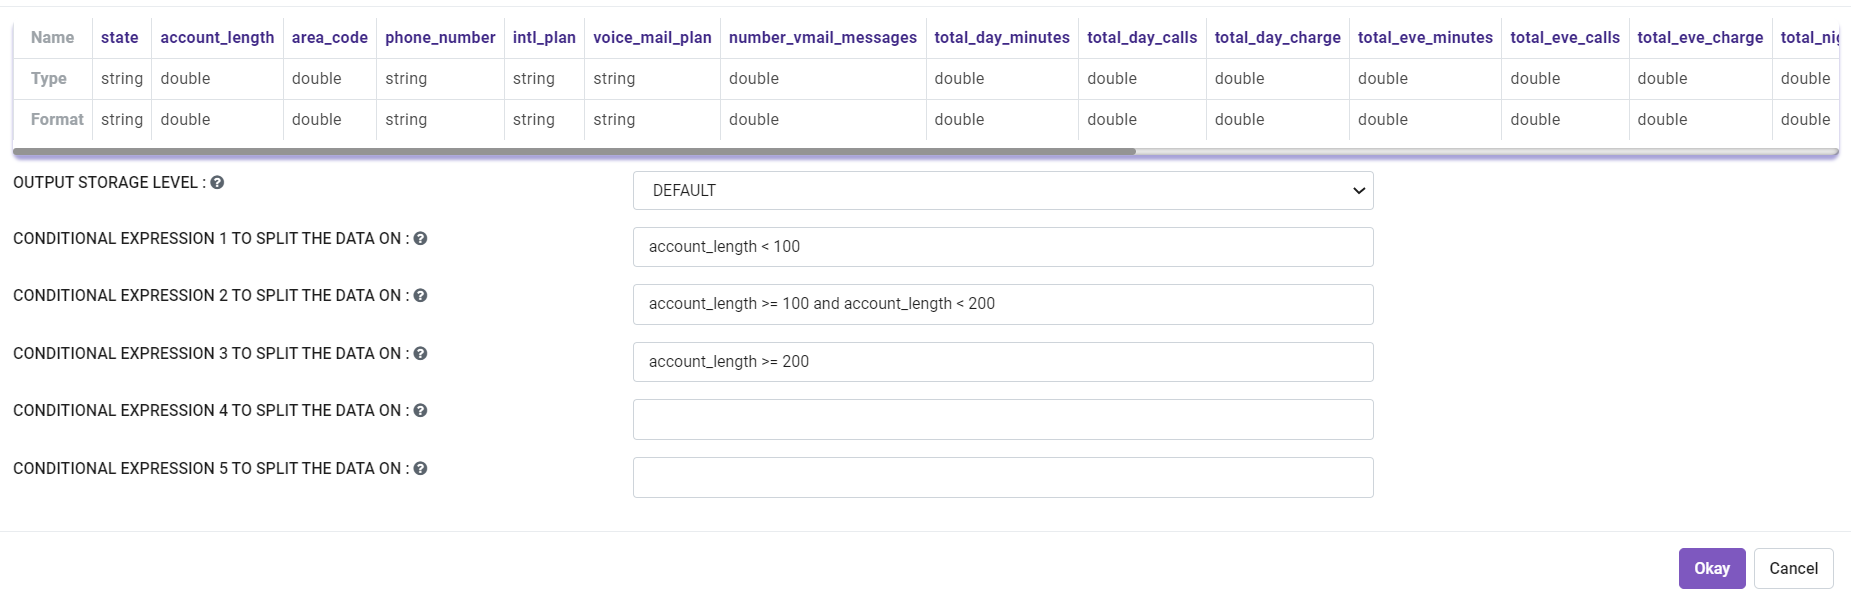 Name state account_length area_code phone_number intl_plan voice_mail_plan number_vmail_messages total_day_minutes total_day_calls total_day_charge total_eve_minutes total_eve_calls total_eve_charge
Type string double double string string string double double double double double double double double
Format string double double string string string double double double double double double double double
OUTPUT STORAGE LEVEL : DEFAULT
CONDITIONAL EXPRESSION 1 TO SPLIT THE DATA ON : account_length < 100
CONDITIONAL EXPRESSION 2 TO SPLIT THE DATA ON : account_length >= 100 and account_length < 200
CONDITIONAL EXPRESSION 3 TO SPLIT THE DATA ON : account_length >= 200
CONDITIONAL EXPRESSION 4 TO SPLIT THE DATA ON :
CONDITIONAL EXPRESSION 5 TO SPLIT THE DATA ON :
Okay Cancel